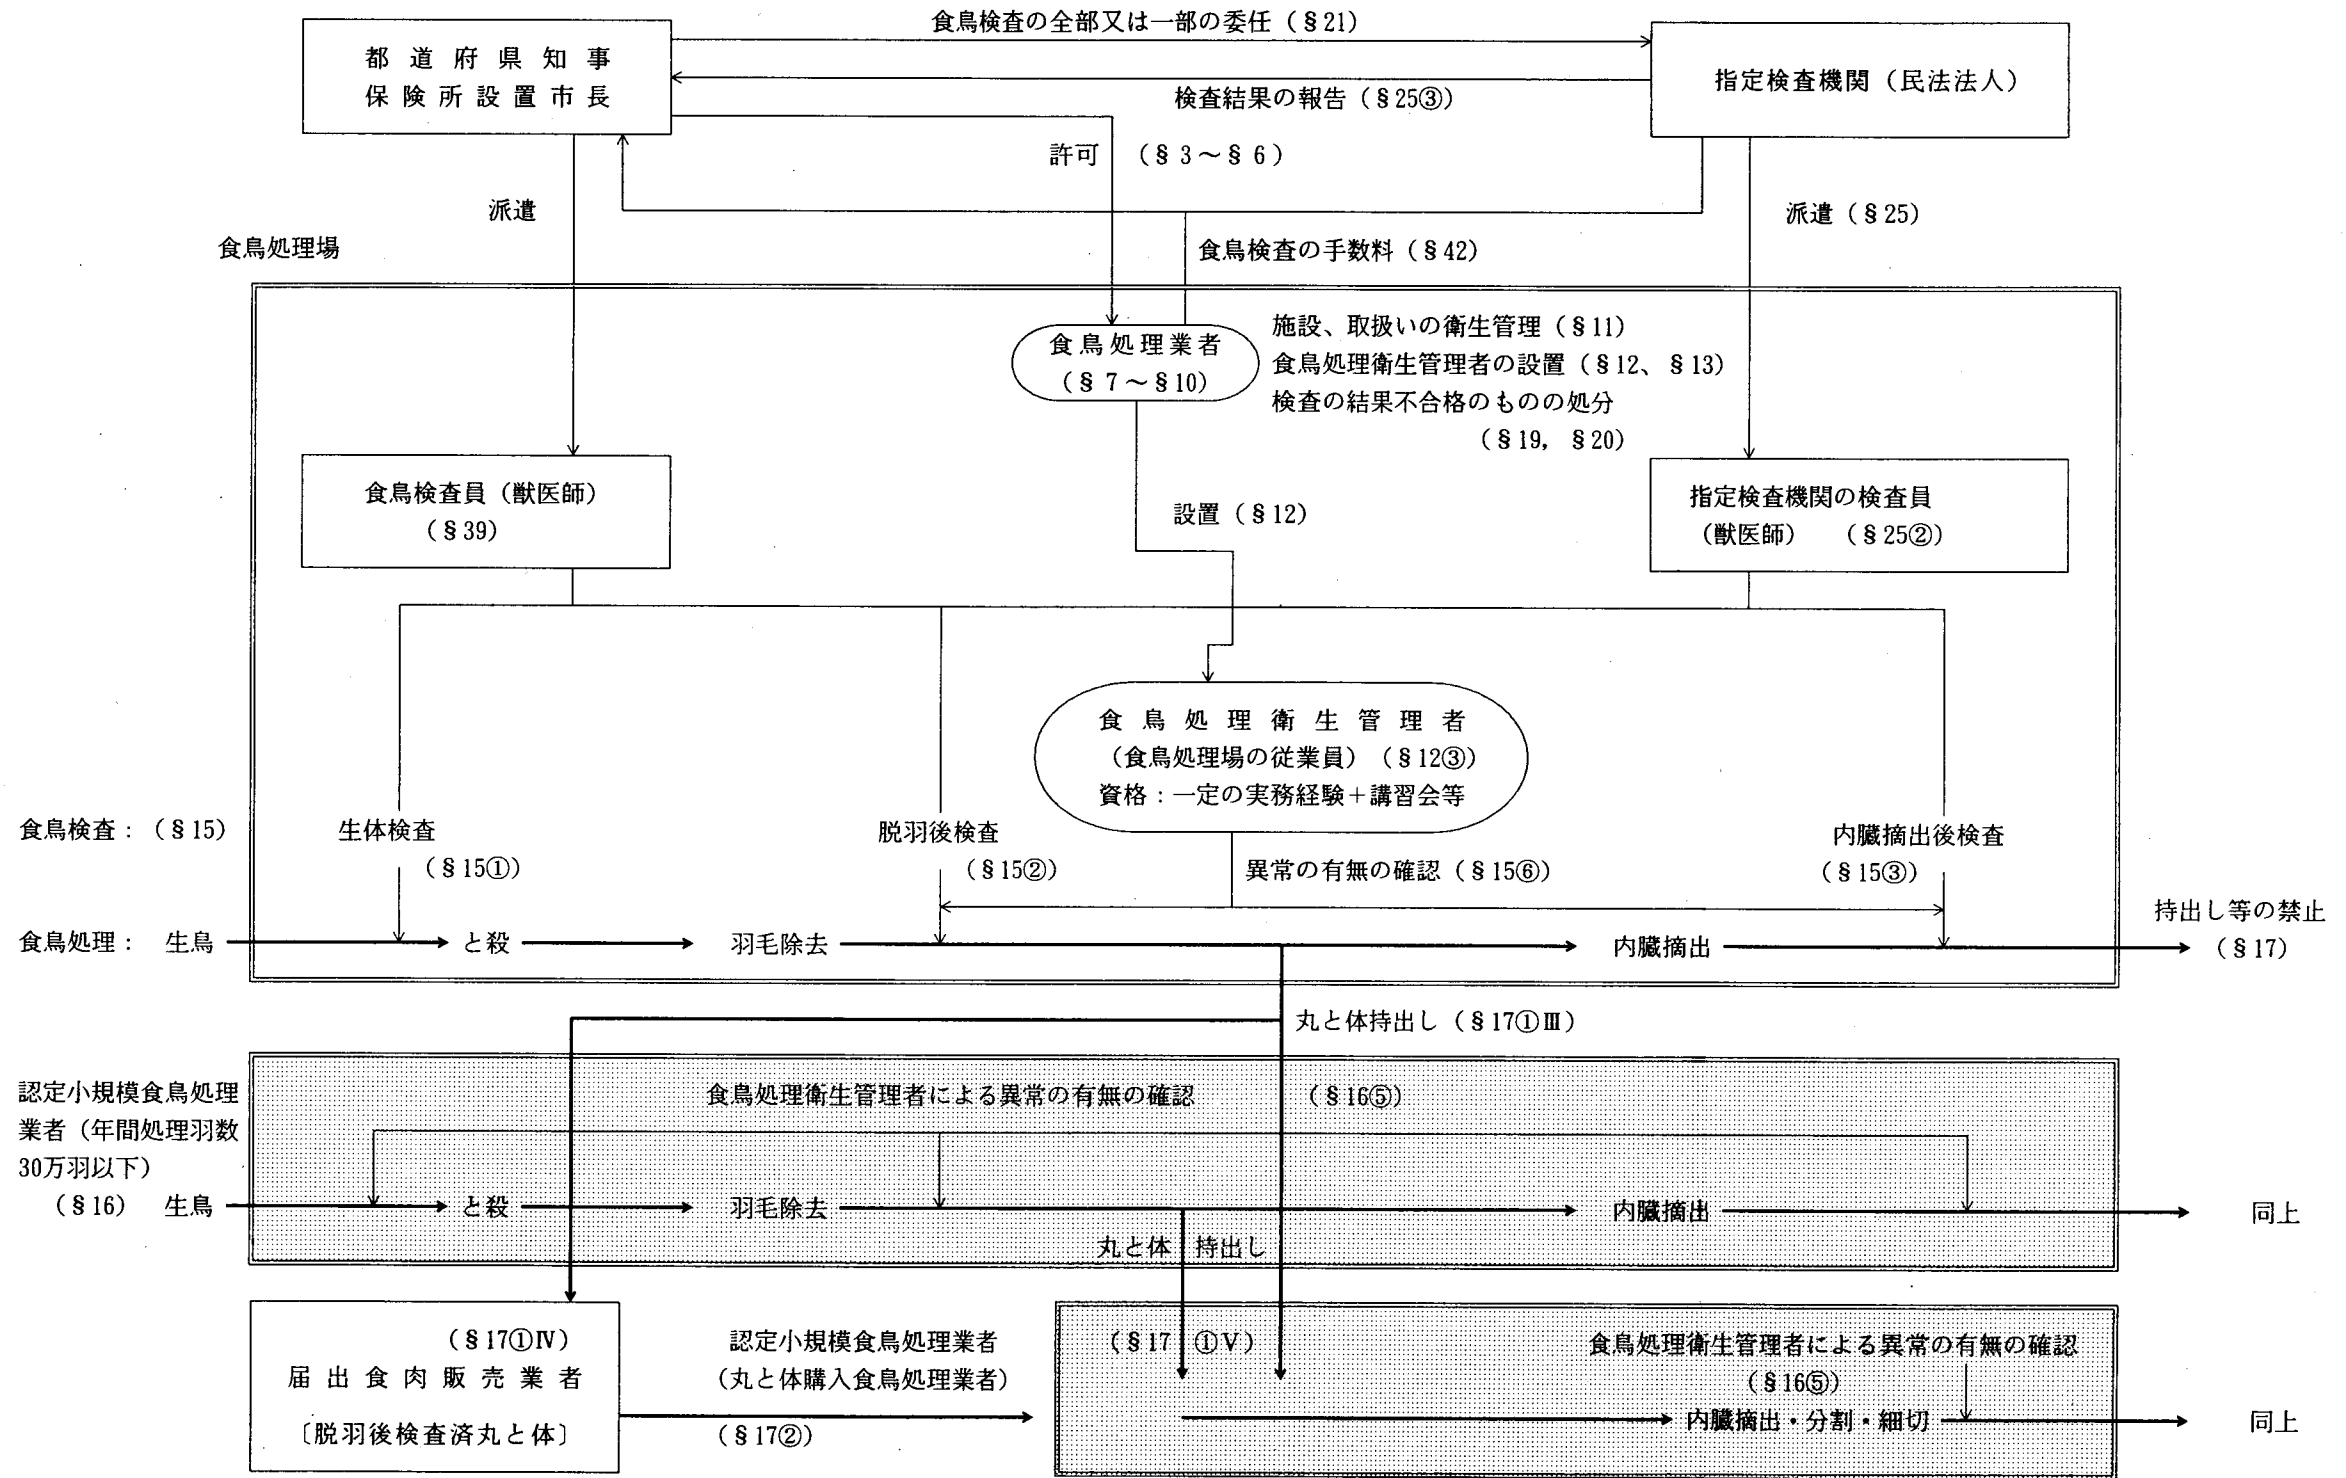 食鳥検査の全部又は一部の委任（§21）
都道府県知事
保険所設置市長
指定検査機関（民法法人）
検査結果の報告（§25③）
許可　（§3～§6）
派遣
派遣（§25）
食鳥処理場
食鳥検査の手数料（§42）
食鳥処理業者
（§7～§10）
施設、取扱いの衛生管理（§11）
食鳥処理衛生管理者の設置（§12、§13）
検査の結果不合格のものの処分
（§19，§20）
食鳥検査員（獣医師）
（§39）
設置（§12）
指定検査機関の検査員
（獣医師）　（§25②）
食鳥処理衛生管理者
（食鳥処理場の従業員）（§12③）
資格：一定の実務経験＋講習会等
食鳥検査：（§15）
生体検査
（§15①）
脱羽後検査
（§15②）
異常の有無の確認（§15⑥）
内臓摘出後検査
（§15③）
持出し等の禁止
（§17）
食鳥処理：　生鳥　と殺　羽毛除去　内臓摘出
丸と体持出し（§17①Ⅲ）
認定小規模食鳥処理
業者（年間処理羽数
30万羽以下）
（§16）
食鳥処理衛生管理者による異常の有無の確認　（§16⑤）
生鳥　と殺　羽毛除去　内臓摘出　同上
丸と体　持出し
（§17①Ⅳ）
届出食肉販売業者
〔脱羽後検査済丸と体〕
認定小規模食鳥処理業者
（丸と体購入食鳥処理業者）
（§17②）
（§17　①Ⅴ）
食鳥処理衛生管理者による異常の有無の確認
（§16⑤）
内臓摘出・分割・細切　同上